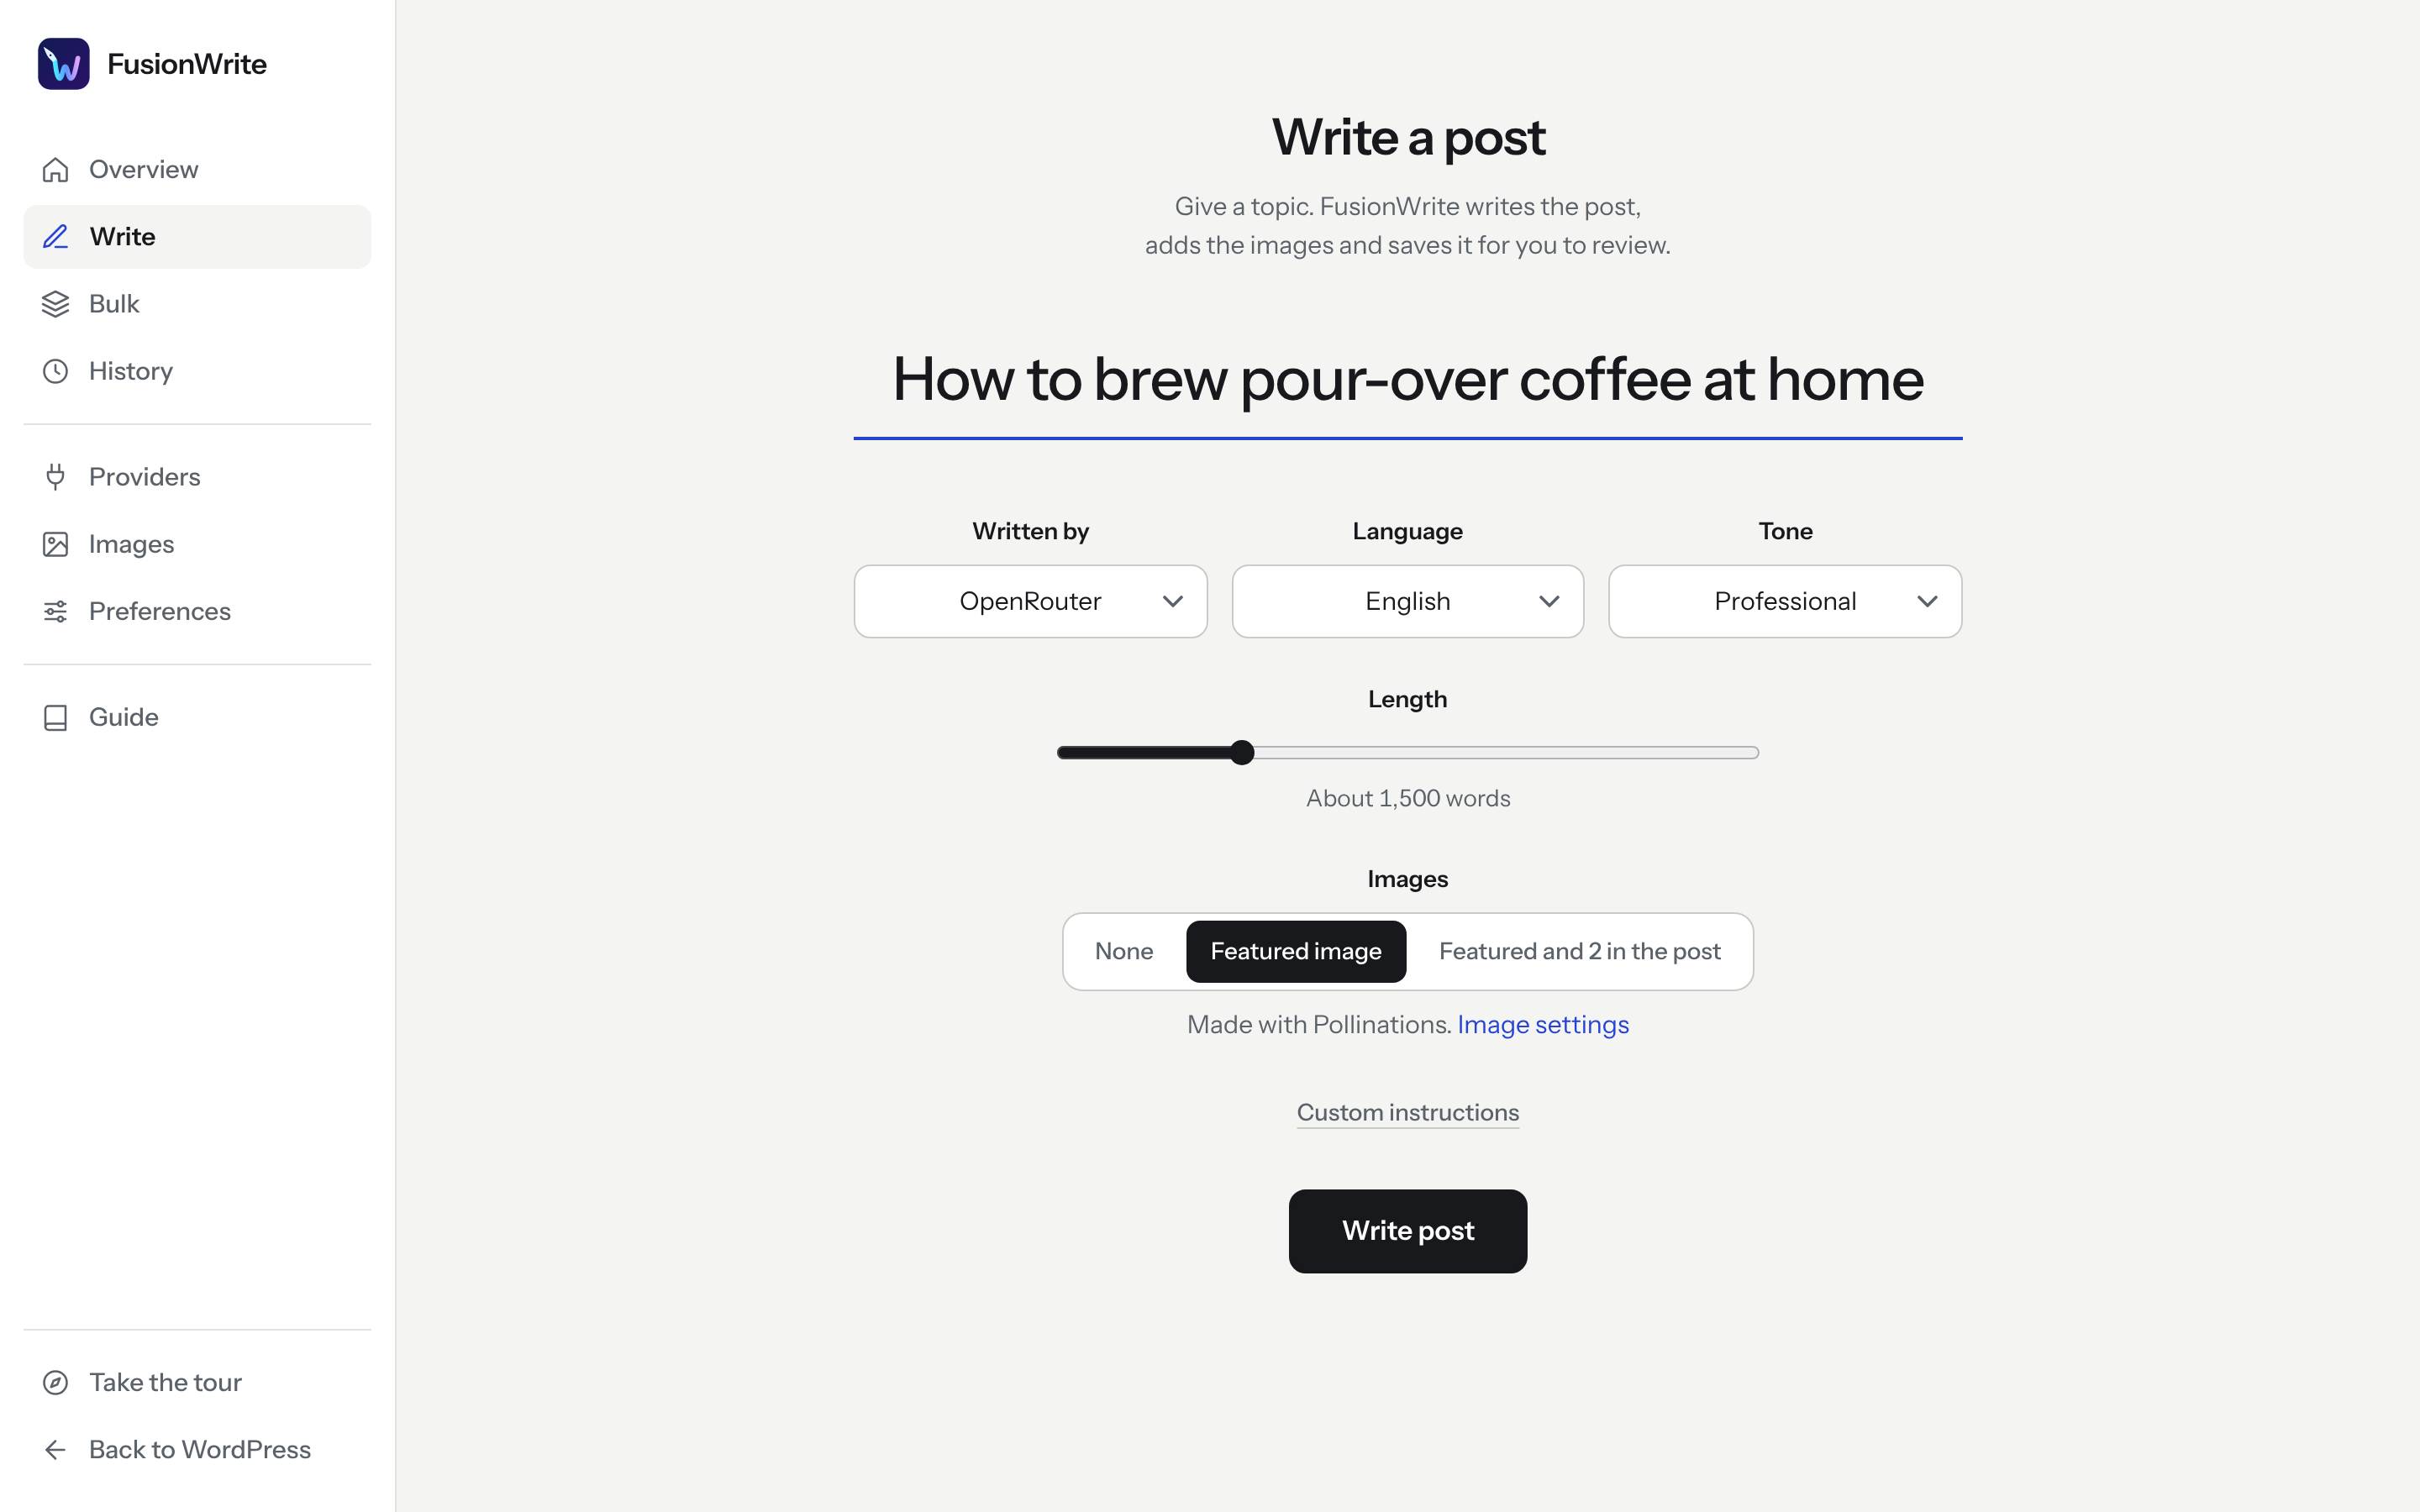 FusionWrite
Overview
Write
Bulk
History
Providers
Images
Preferences
Guide
Take the tour
Back to WordPress
Write a post
Give a topic. FusionWrite writes the post,
adds the images and saves it for you to review.
How to brew pour-over coffee at home
Written by
Language
Tone
OpenRouter
English
Professional
Length
About 1,500 words
Images
None
Featured image
Featured and 2 in the post
Made with Pollinations. Image settings
Custom instructions
Write post